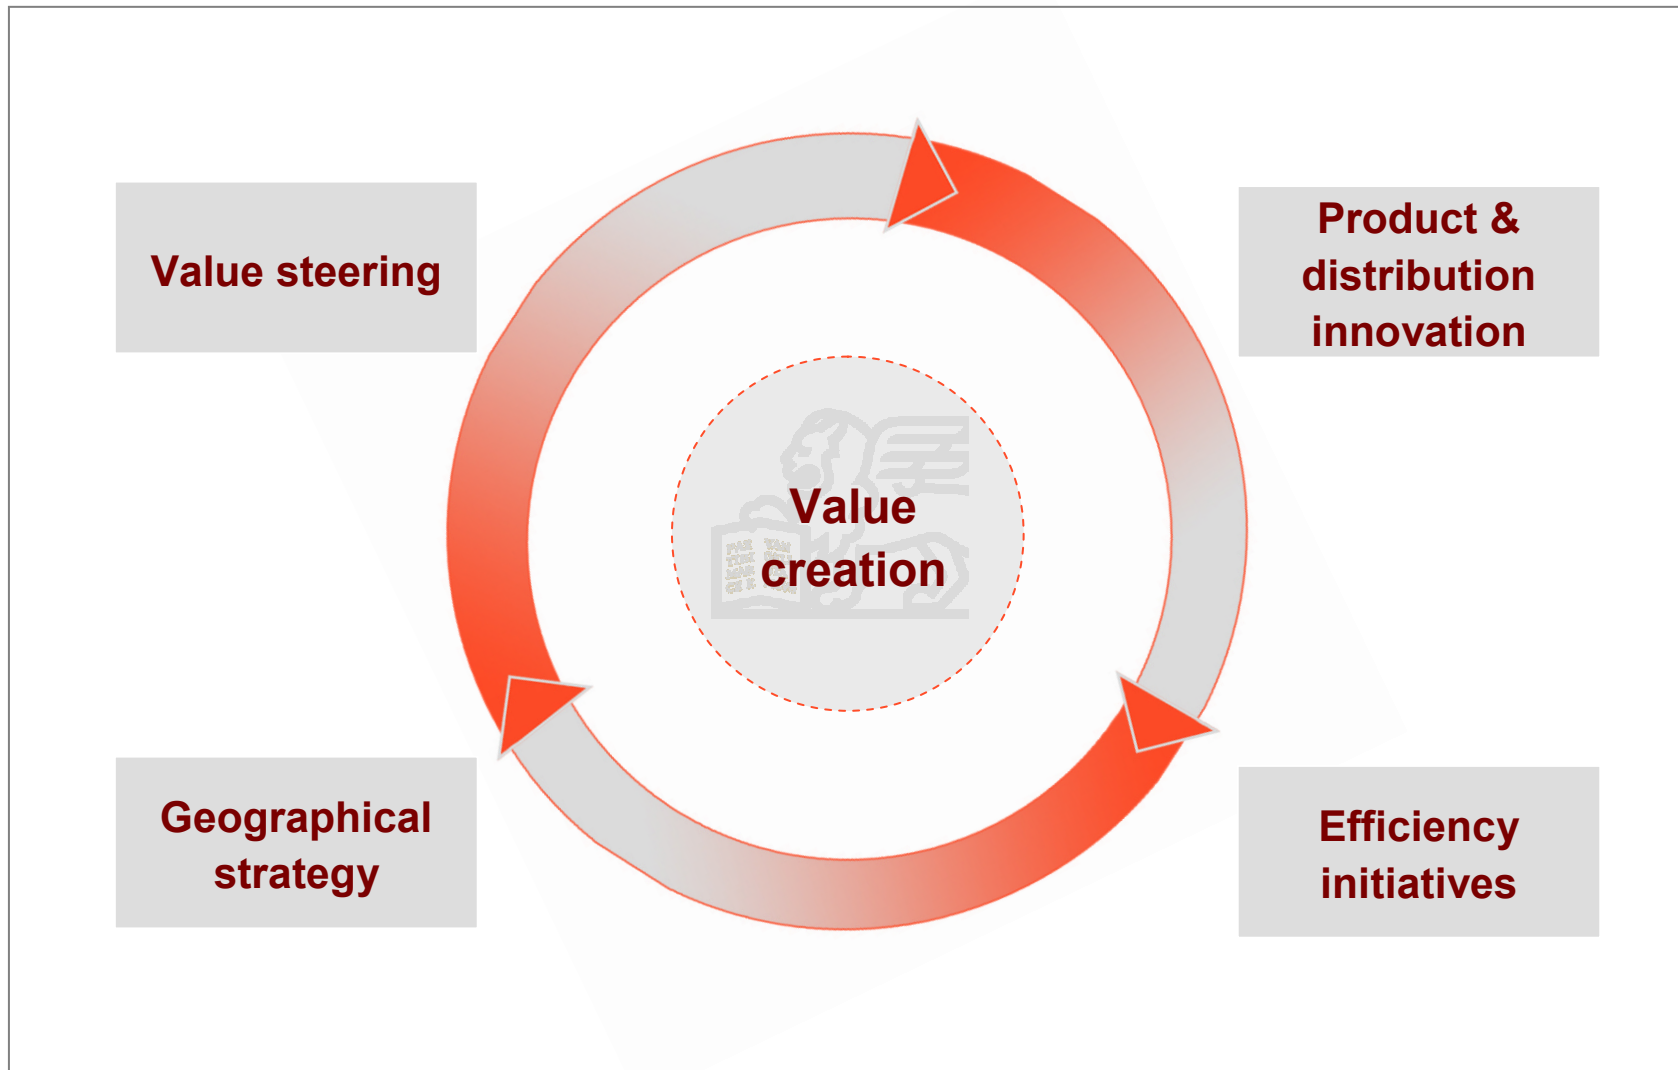 Value steering
Product &
distribution
innovation
Value
creation
Geographical
strategy
Efficiency
initiatives